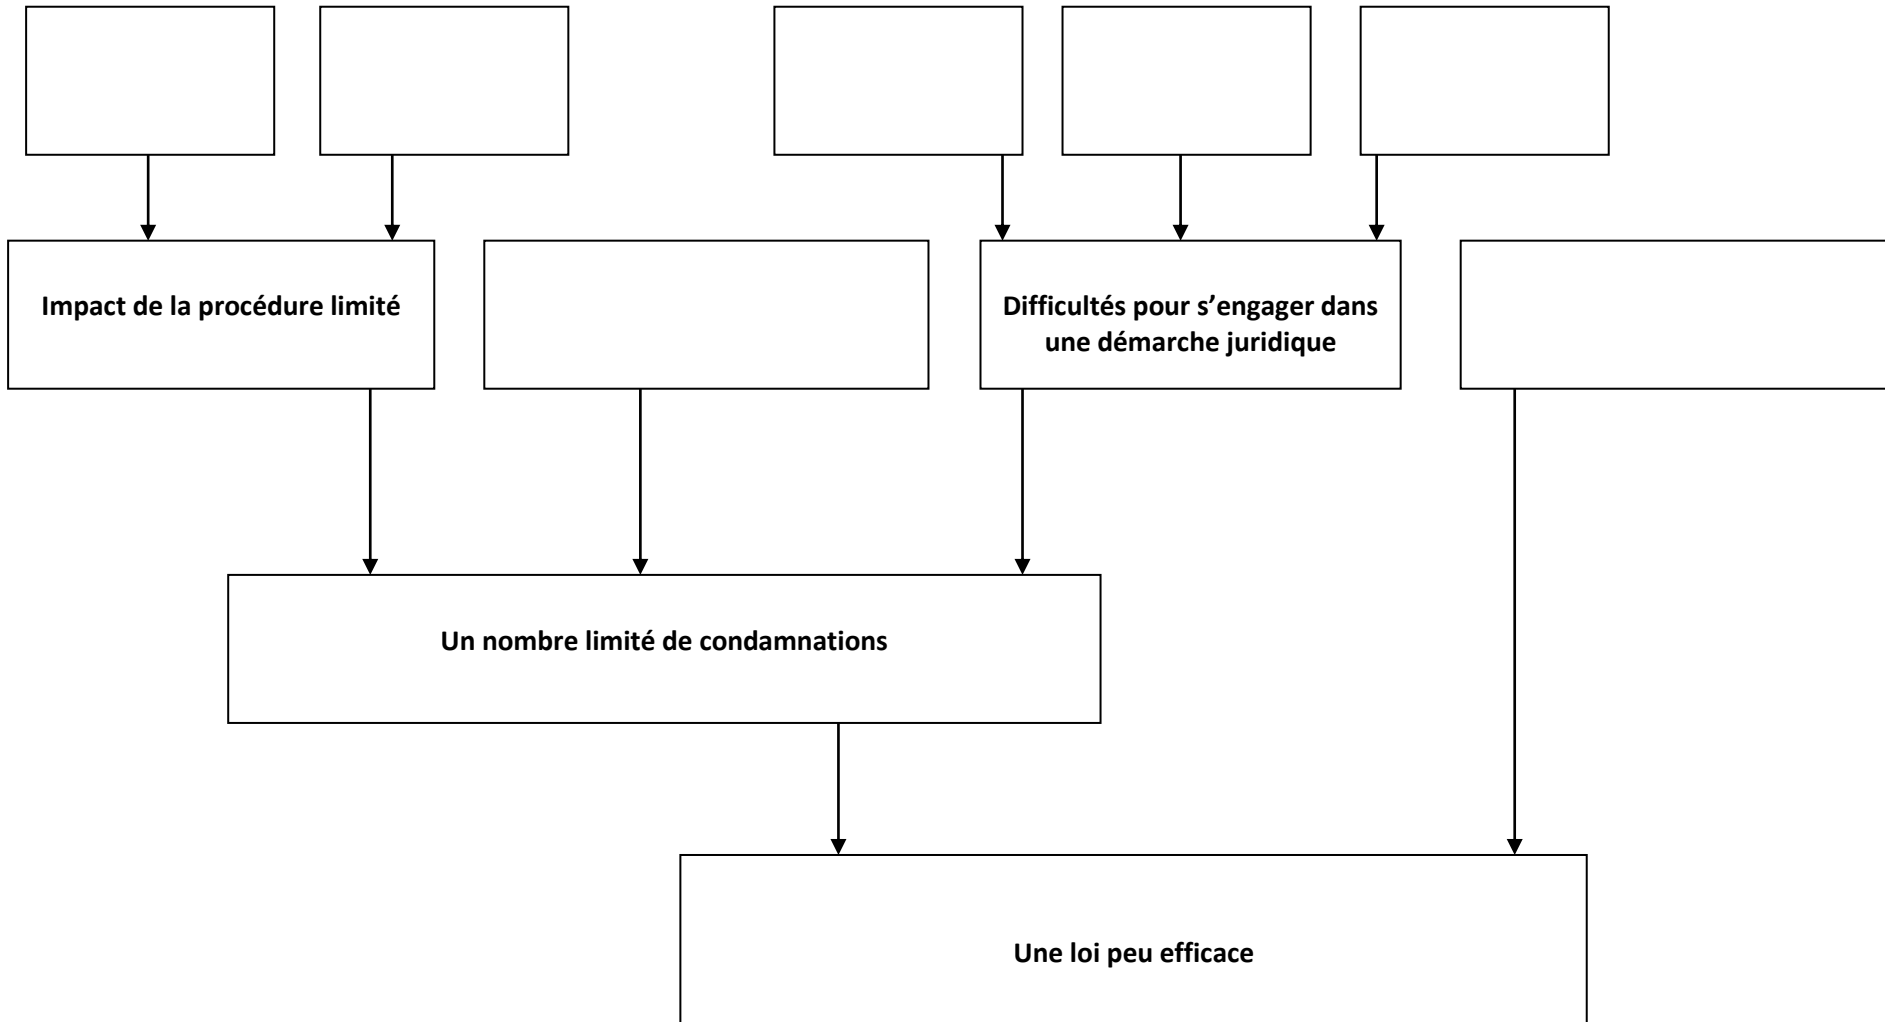 Impact de la procédure limité
Difficultés pour s’engager dans
une démarche juridique
Un nombre limité de condamnations
Une loi peu efficace